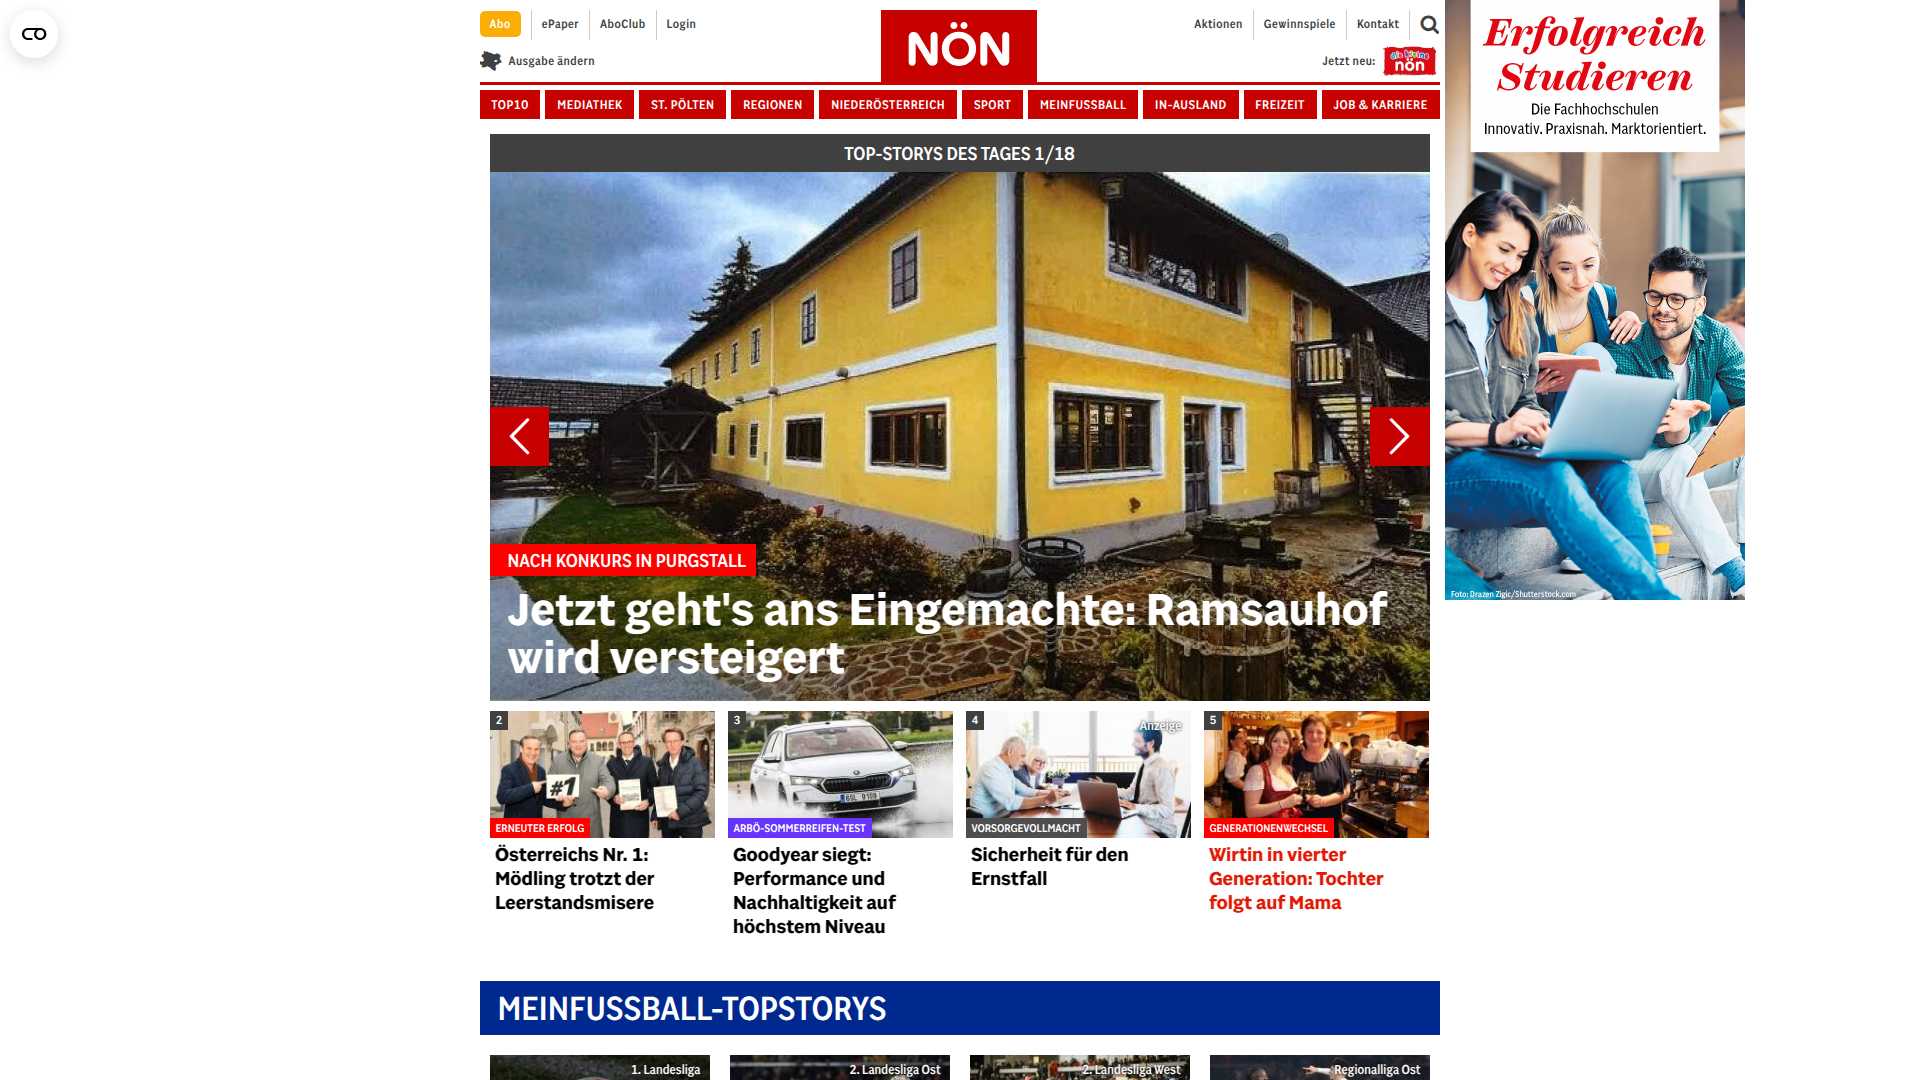 Abo
ePaper
AboClub
Login
NÖN
Aktionen
Gewinnspiele
Kontakt
Ausgabe ändern
Jetzt neu:
die kleine
nön
TOP10
MEDIATHEK
ST. PÖLTEN
REGIONEN
NIEDERÖSTERREICH
SPORT
MEINFUSSBALL
IN-AUSLAND
FREIZEIT
JOB & KARRIERE
TOP-STORYS DES TAGES 1/18
NACH KONKURS IN PURGSTALL
Jetzt geht's ans Eingemachte: Ramsauhof
wird versteigert
2
#1
ERNEUTER ERFOLG
Österreichs Nr. 1:
Mödling trotzt der
Leerstandsmisere
3
ARBÖ-SOMMERREIFEN-TEST
Goodyear siegt:
Performance und
Nachhaltigkeit auf
höchstem Niveau
4
Anzeige
VORSORGEVOLLMACHT
Sicherheit für den
Ernstfall
5
GENERATIONENWECHSEL
Wirtin in vierter
Generation: Tochter
folgt auf Mama
MEINFUSSBALL-TOPSTORYS
1. Landesliga
2. Landesliga Ost
2. Landesliga West
Regionalliga Ost
Erfolgreich
Studieren
Die Fachhochschulen
Innovativ. Praxisnah. Marktorientiert.
Foto: Drazen Zigic/Shutterstock.com